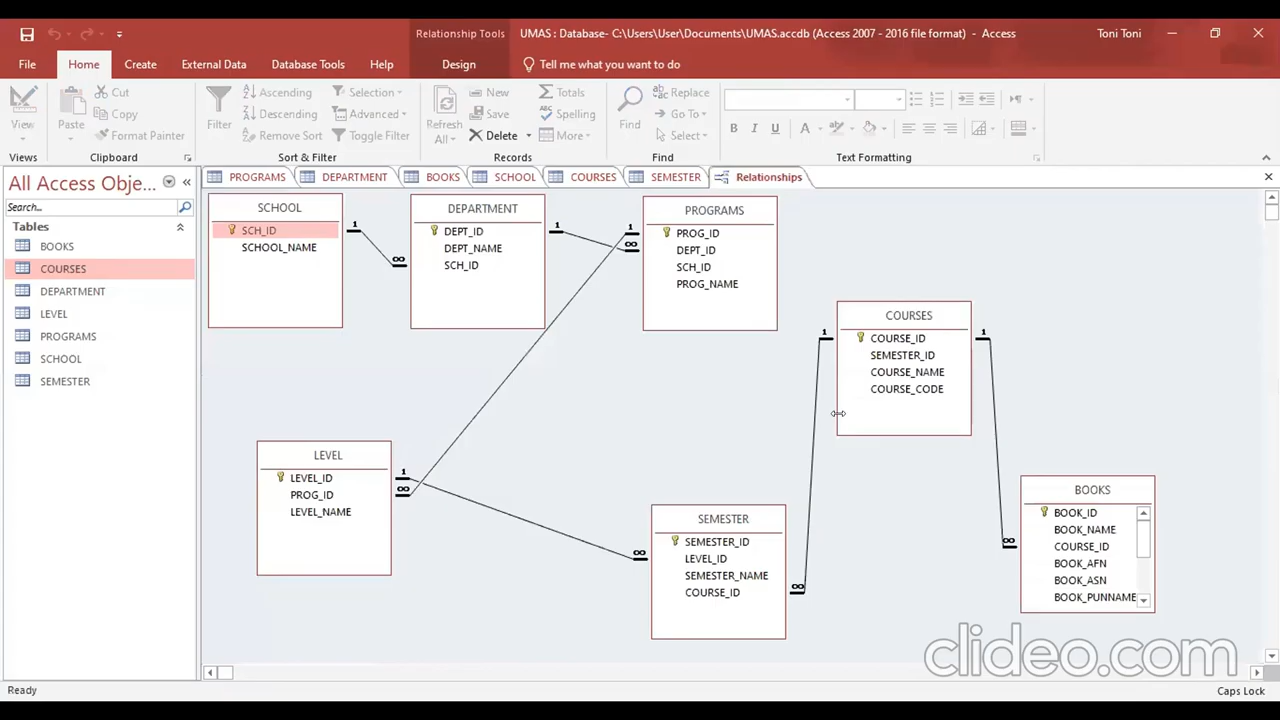 Relationship Tools
UMAS : Database- C:\Users\User\Documents\UMAS.accdb (Access 2007 - 2016 file format) - Access
Toni Toni
File
Home
Create
External Data
Database Tools
Help
Design
Tell me what you want to do
View
Views
Paste
Cut
Copy
Format Painter
Clipboard
Filter
Ascending
Descending
Remove Sort
Selection
Advanced
Toggle Filter
Sort & Filter
Refresh
All
New
Save
Delete
Totals
Spelling
More
Records
Find
Replace
Go To
Select
Find
B I U A
Text Formatting
All Access Obje...
Search...
Tables
BOOKS
COURSES
DEPARTMENT
LEVEL
PROGRAMS
SCHOOL
SEMESTER
PROGRAMS
DEPARTMENT
BOOKS
SCHOOL
COURSES
SEMESTER
Relationships
SCHOOL
SCH_ID
SCHOOL_NAME
1
∞
DEPARTMENT
DEPT_ID
DEPT_NAME
SCH_ID
1
1
∞
PROGRAMS
PROG_ID
DEPT_ID
SCH_ID
PROG_NAME
1
COURSES
COURSE_ID
SEMESTER_ID
COURSE_NAME
COURSE_CODE
1
LEVEL
LEVEL_ID
PROG_ID
LEVEL_NAME
1
∞
∞
SEMESTER
SEMESTER_ID
LEVEL_ID
SEMESTER_NAME
COURSE_ID
∞
∞
BOOKS
BOOK_ID
BOOK_NAME
COURSE_ID
BOOK_AFN
BOOK_ASN
BOOK_PUNNAME
clideo.com
Ready
Caps Lock